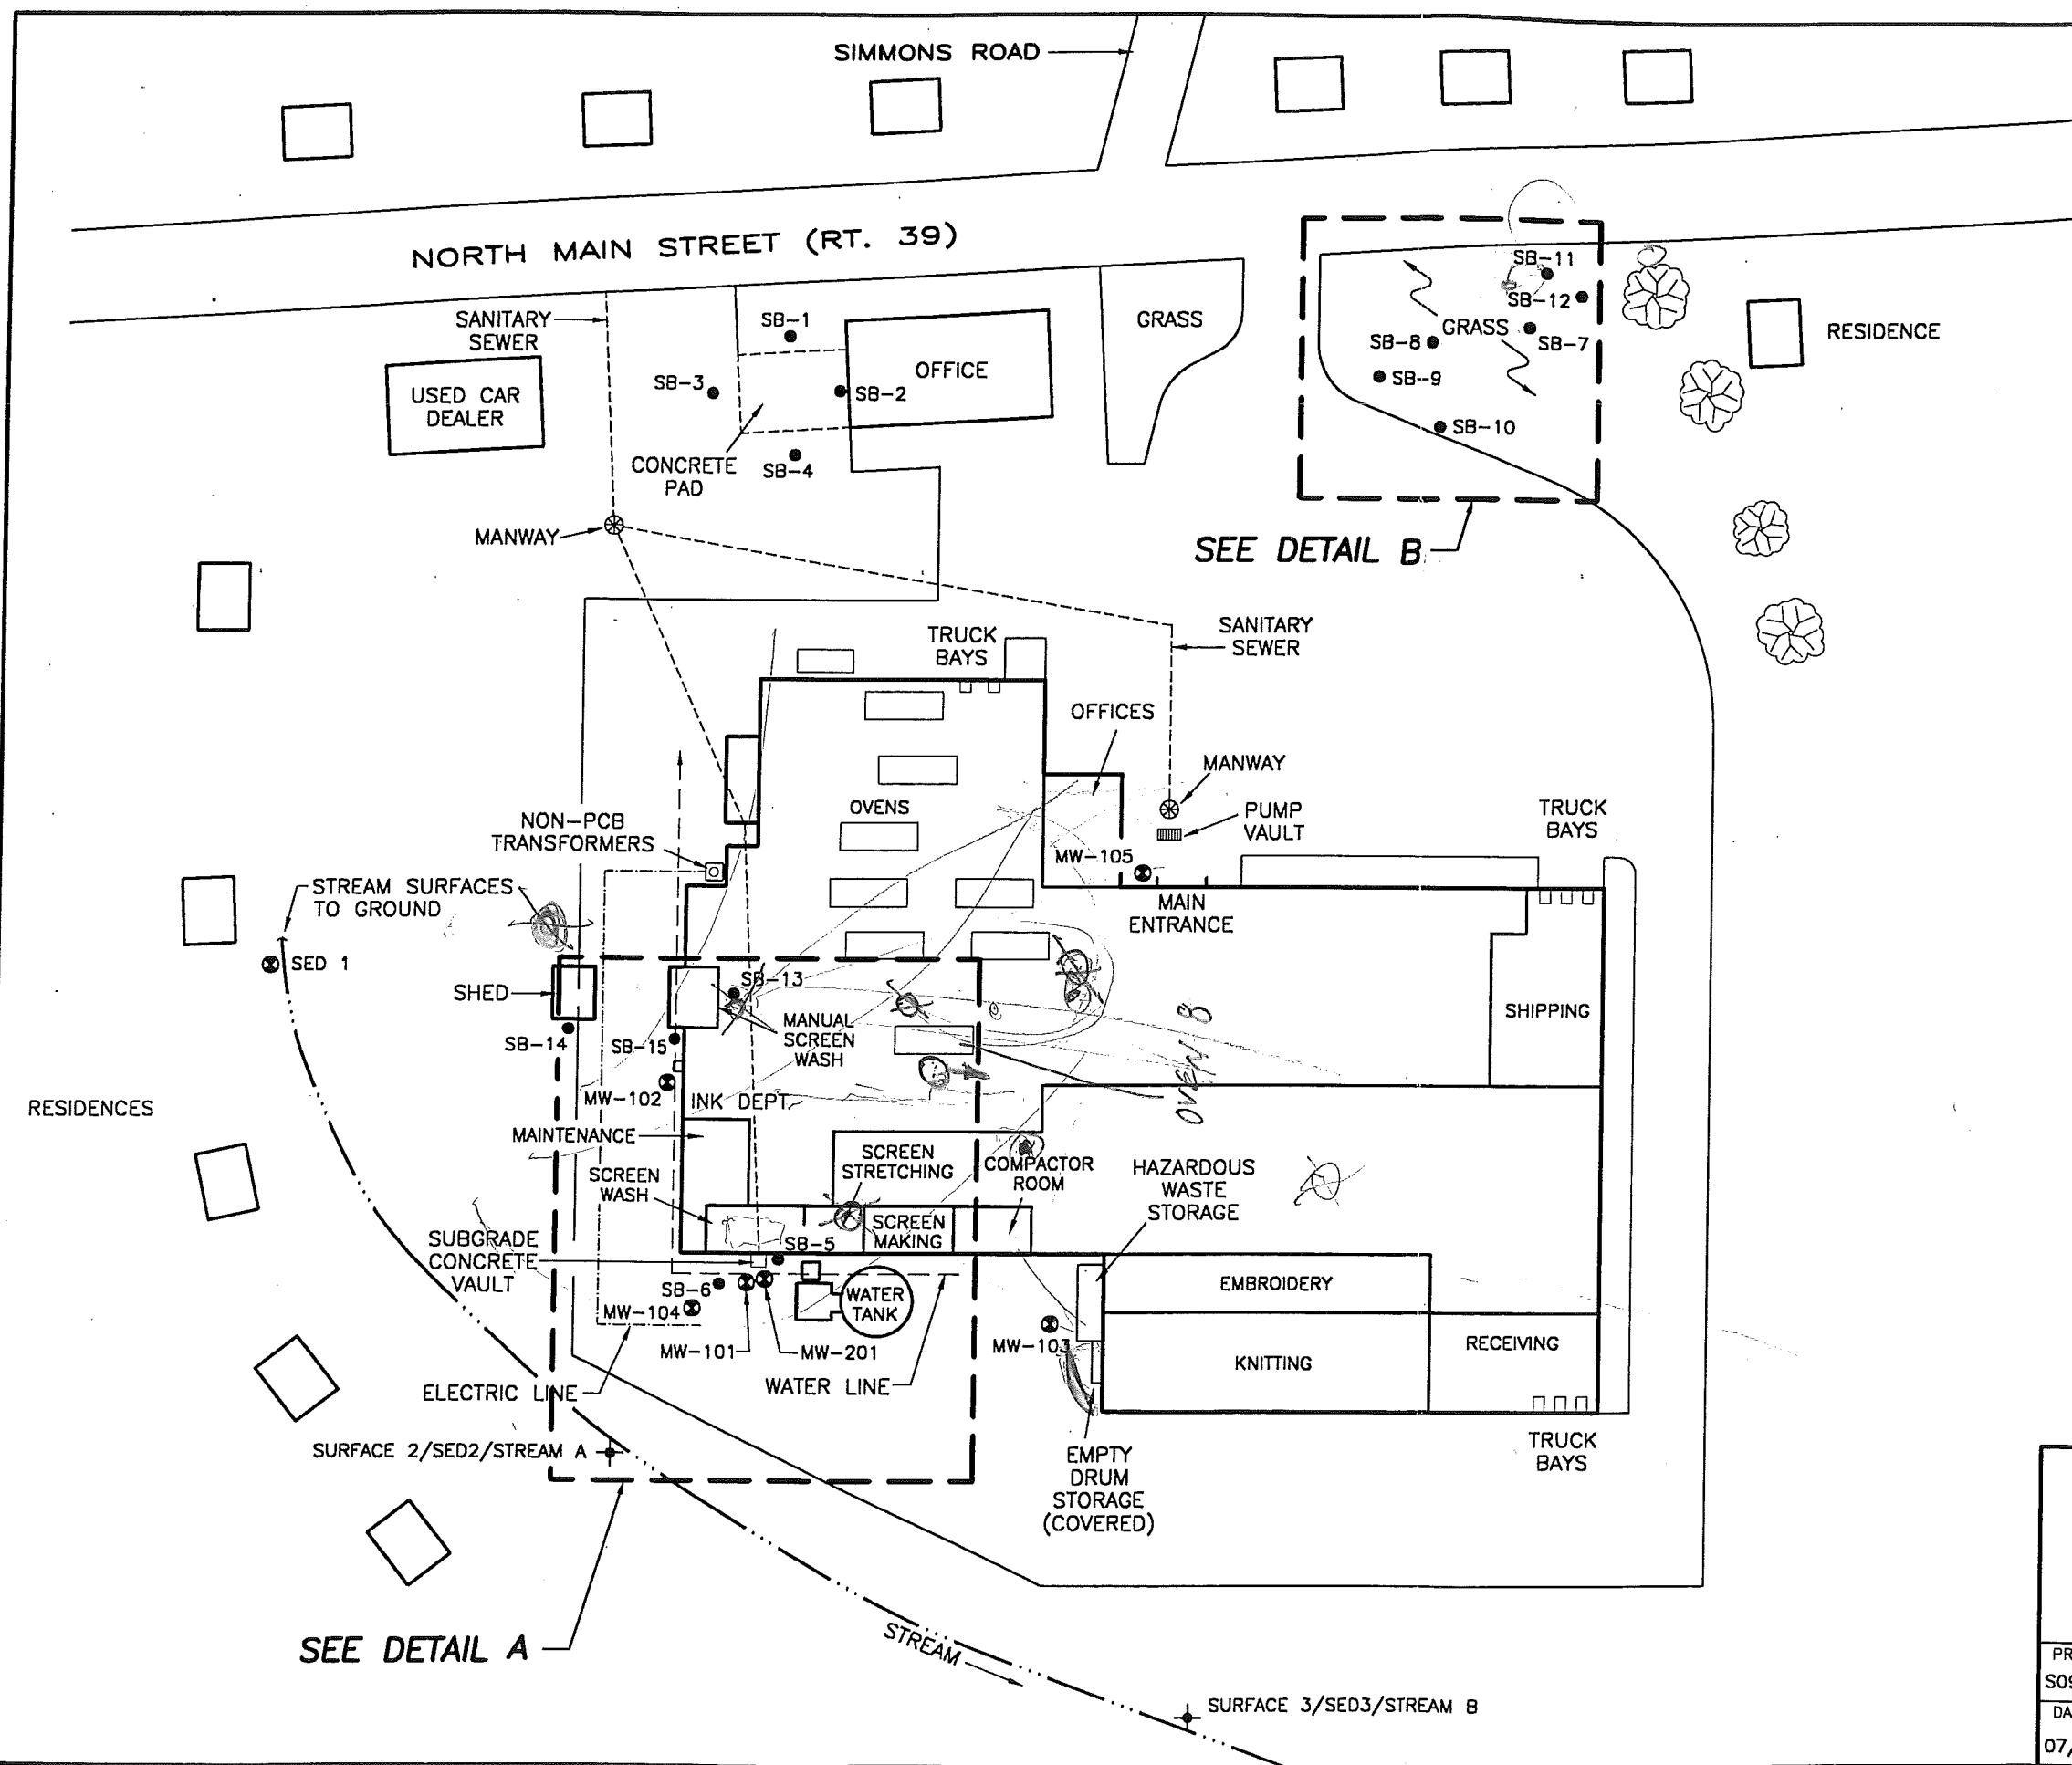 SIMMONS ROAD
NORTH MAIN STREET (RT. 39)
SANITARY
SEWER
SB-1
GRASS
SB-11
SB-12
GRASS
SB-7
SB-8
SB-9
SB-10
RESIDENCE
USED CAR
DEALER
SB-3
SB-2
OFFICE
CONCRETE
PAD
SB-4
MANWAY
SEE DETAIL B
SANITARY
SEWER
TRUCK
BAYS
OFFICES
MANWAY
PUMP
VAULT
TRUCK
BAYS
NON-PCB
TRANSFORMERS
OVENS
MW-105
MAIN
ENTRANCE
STREAM SURFACES
TO GROUND
SED 1
SHED
SB-13
MANUAL
SCREEN
WASH
SHIPPING
SB-14
SB-15
OVEN 8
RESIDENCES
MW-102
INK DEPT.
MAINTENANCE
SCREEN
STRETCHING
COMPACTOR
ROOM
HAZARDOUS
WASTE
STORAGE
SCREEN
WASH
SCREEN
MAKING
SUBGRADE
CONCRETE
VAULT
SB-5
SB-6
WATER
TANK
EMBROIDERY
MW-104
MW-101
MW-201
MW-103
KNITTING
RECEIVING
WATER LINE
ELECTRIC LINE
SURFACE 2/SED2/STREAM A
EMPTY
DRUM
STORAGE
(COVERED)
TRUCK
BAYS
SEE DETAIL A
STREAM
SURFACE 3/SED3/STREAM B
PR
S09
DA
07/